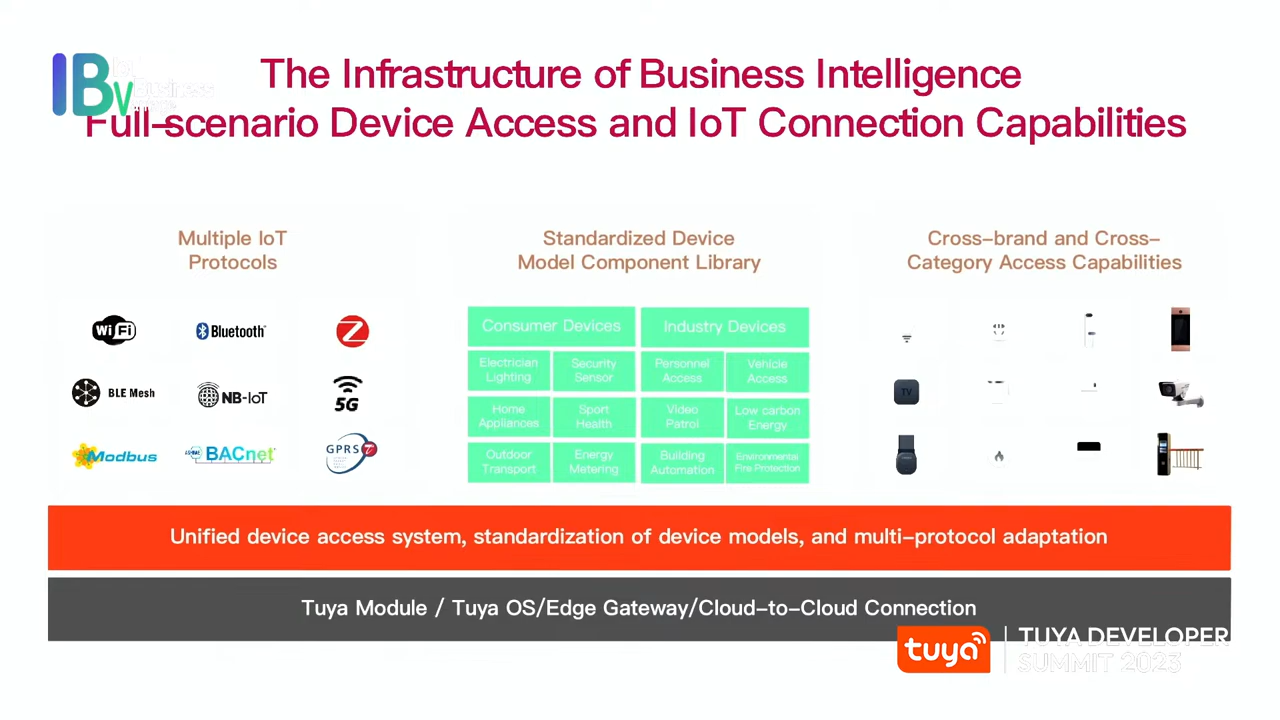 IBV
Business
The Infrastructure of Business Intelligence
Full-scenario Device Access and IoT Connection Capabilities
Multiple IoT
Protocols
WiFi
Bluetooth
Z
BLE Mesh
NB-IoT
5G
Modbus
BACnet
GPRS
Standardized Device
Model Component Library
Consumer Devices
Industry Devices
Electrician
Lighting
Security
Sensor
Personnel
Access
Vehicle
Access
Home
Appliances
Sport
Health
Video
Patrol
Low carbon
Energy
Outdoor
Transport
Energy
Metering
Building
Automation
Environmental
Fire Protection
Cross-brand and Cross-
Category Access Capabilities
TV
Unified device access system, standardization of device models, and multi-protocol adaptation
Tuya Module / Tuya OS/Edge Gateway/Cloud-to-Cloud Connection
tuya
TUYA DEVELOPER
SUMMIT 2023